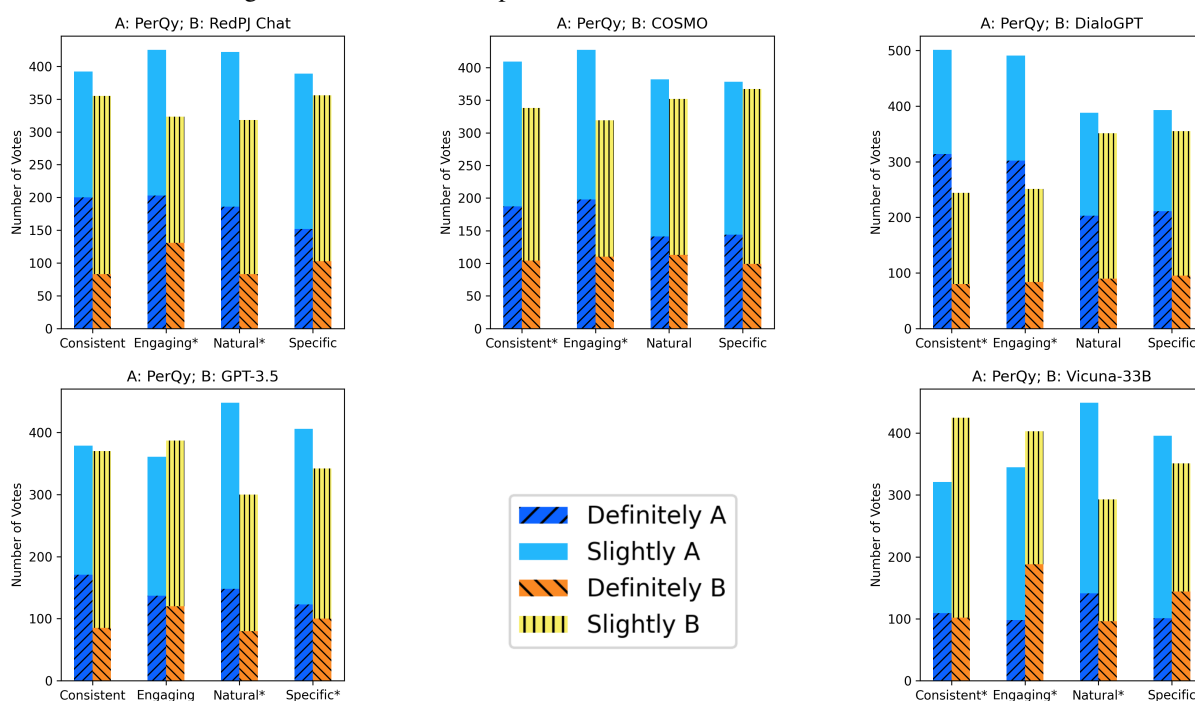 A: PerQy; B: RedPJ Chat
Number of Votes
400
350
300
250
200
150
100
50
0
Consistent Engaging* Natural* Specific
A: PerQy; B: COSMO
Number of Votes
400
350
300
250
200
150
100
50
0
Consistent* Engaging* Natural Specific
A: PerQy; B: DialoGPT
Number of Votes
500
400
300
200
100
0
Consistent* Engaging* Natural Specific
A: PerQy; B: GPT-3.5
Number of Votes
400
300
200
100
0
Consistent Engaging Natural* Specific*
Definitely A
Slightly A
Definitely B
Slightly B
A: PerQy; B: Vicuna-33B
Number of Votes
400
300
200
100
0
Consistent* Engaging* Natural* Specific